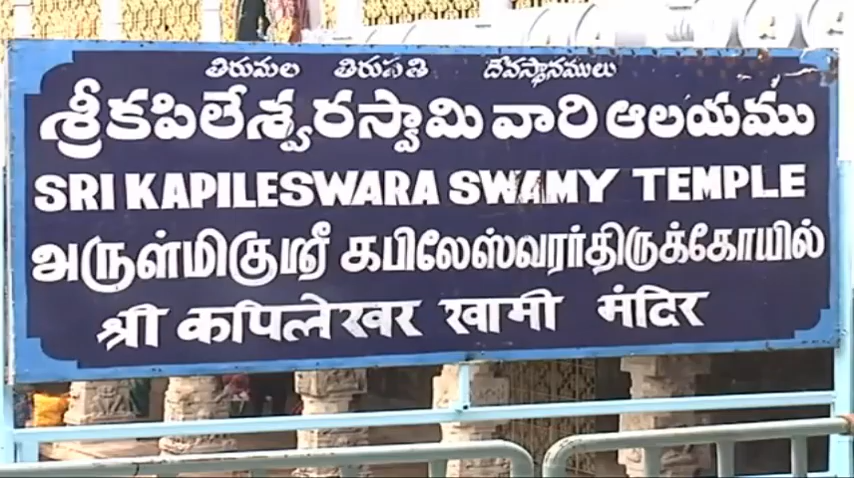 తిరుమల తిరుపతి దేవస్థానములు
శ్రీకపిలేశ్వరస్వామి వారి ఆలయము
SRI KAPILESWARA SWAMY TEMPLE
அருள்மிகு ஸ்ரீ கபிலேஸ்வரர்திருக்கோயில்
श्री कपिलेश्वर स्वामी मंदिर